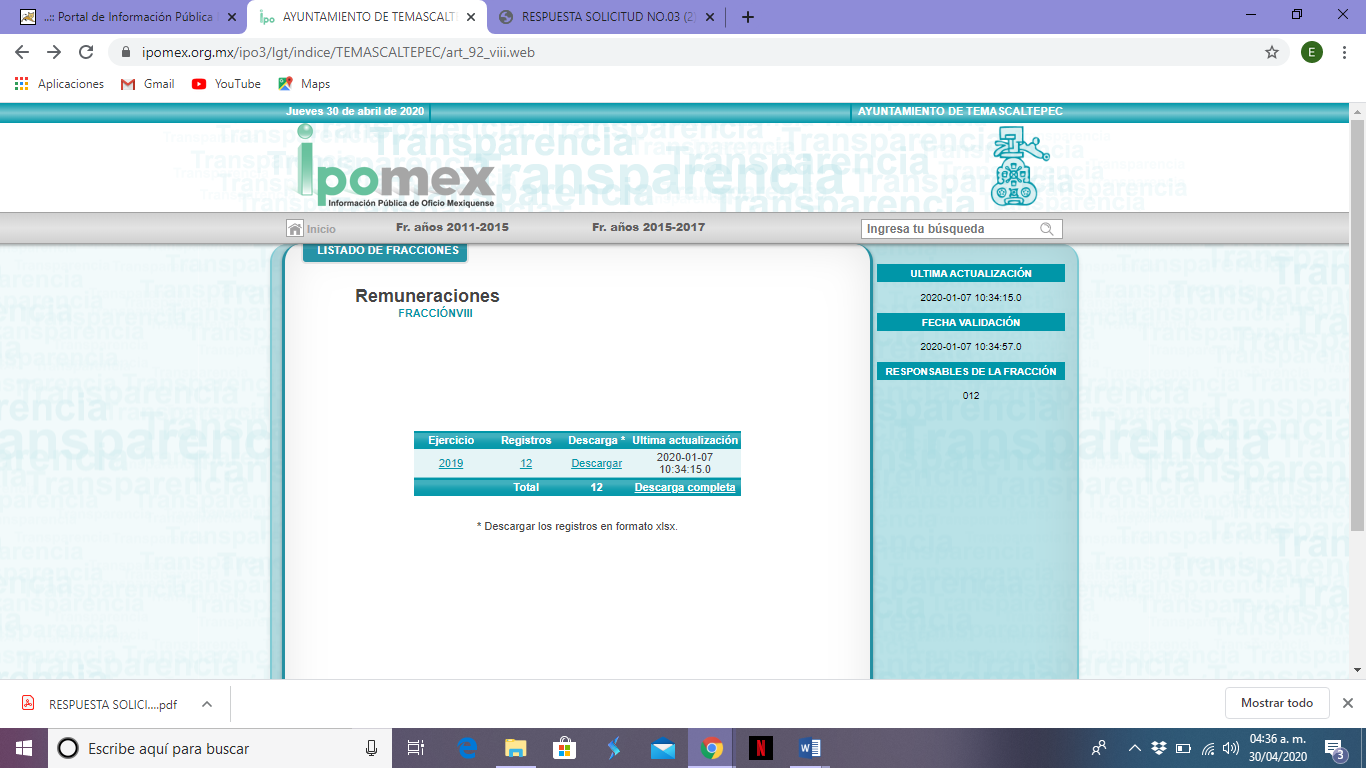 ..:: Portal de Información Pública
AYUNTAMIENTO DE TEMASCALT
RESPUESTA SOLICITUD NO.03 (2
ipomex.org.mx/ipo3/lgt/indice/TEMASCALTEPEC/art_92_viii.web
E
Aplicaciones
Gmail
YouTube
Maps
Jueves 30 de abril de 2020
AYUNTAMIENTO DE TEMASCALTEPEC
Transparencia
ipomex
Información Pública de Oficio Mexiquense
Inicio
Fr. años 2011-2015
Fr. años 2015-2017
Ingresa tu búsqueda
LISTADO DE FRACCIONES
Remuneraciones
FRACCIÓNVIII
Ejercicio Registros Descarga * Ultima actualización
2019 12 Descargar 2020-01-07
10:34:15.0
Total 12 Descarga completa
* Descargar los registros en formato xlsx.
ULTIMA ACTUALIZACIÓN
2020-01-07 10:34:15.0
FECHA VALIDACIÓN
2020-01-07 10:34:57.0
RESPONSABLES DE LA FRACCIÓN
012
RESPUESTA SOLICI....pdf
Mostrar todo
Escribe aquí para buscar
04:36 a. m.
30/04/2020
3